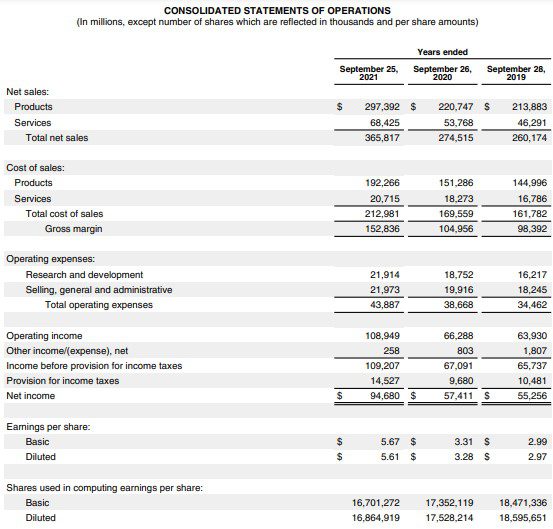 CONSOLIDATED STATEMENTS OF OPERATIONS
(In millions, except number of shares which are reflected in thousands and per share amounts)
Years ended
September 25, 2021 September 26, 2020 September 28, 2019
Net sales:
Products $ 297,392 $ 220,747 $ 213,883
Services 68,425 53,768 46,291
Total net sales 365,817 274,515 260,174
Cost of sales:
Products 192,266 151,286 144,996
Services 20,715 18,273 16,786
Total cost of sales 212,981 169,559 161,782
Gross margin 152,836 104,956 98,392
Operating expenses:
Research and development 21,914 18,752 16,217
Selling, general and administrative 21,973 19,916 18,245
Total operating expenses 43,887 38,668 34,462
Operating income 108,949 66,288 63,930
Other income/(expense), net 258 803 1,807
Income before provision for income taxes 109,207 67,091 65,737
Provision for income taxes 14,527 9,680 10,481
Net income $ 94,680 $ 57,411 $ 55,256
Earnings per share:
Basic $ 5.67 $ 3.31 $ 2.99
Diluted $ 5.61 $ 3.28 $ 2.97
Shares used in computing earnings per share:
Basic 16,701,272 17,352,119 18,471,336
Diluted 16,864,919 17,528,214 18,595,651